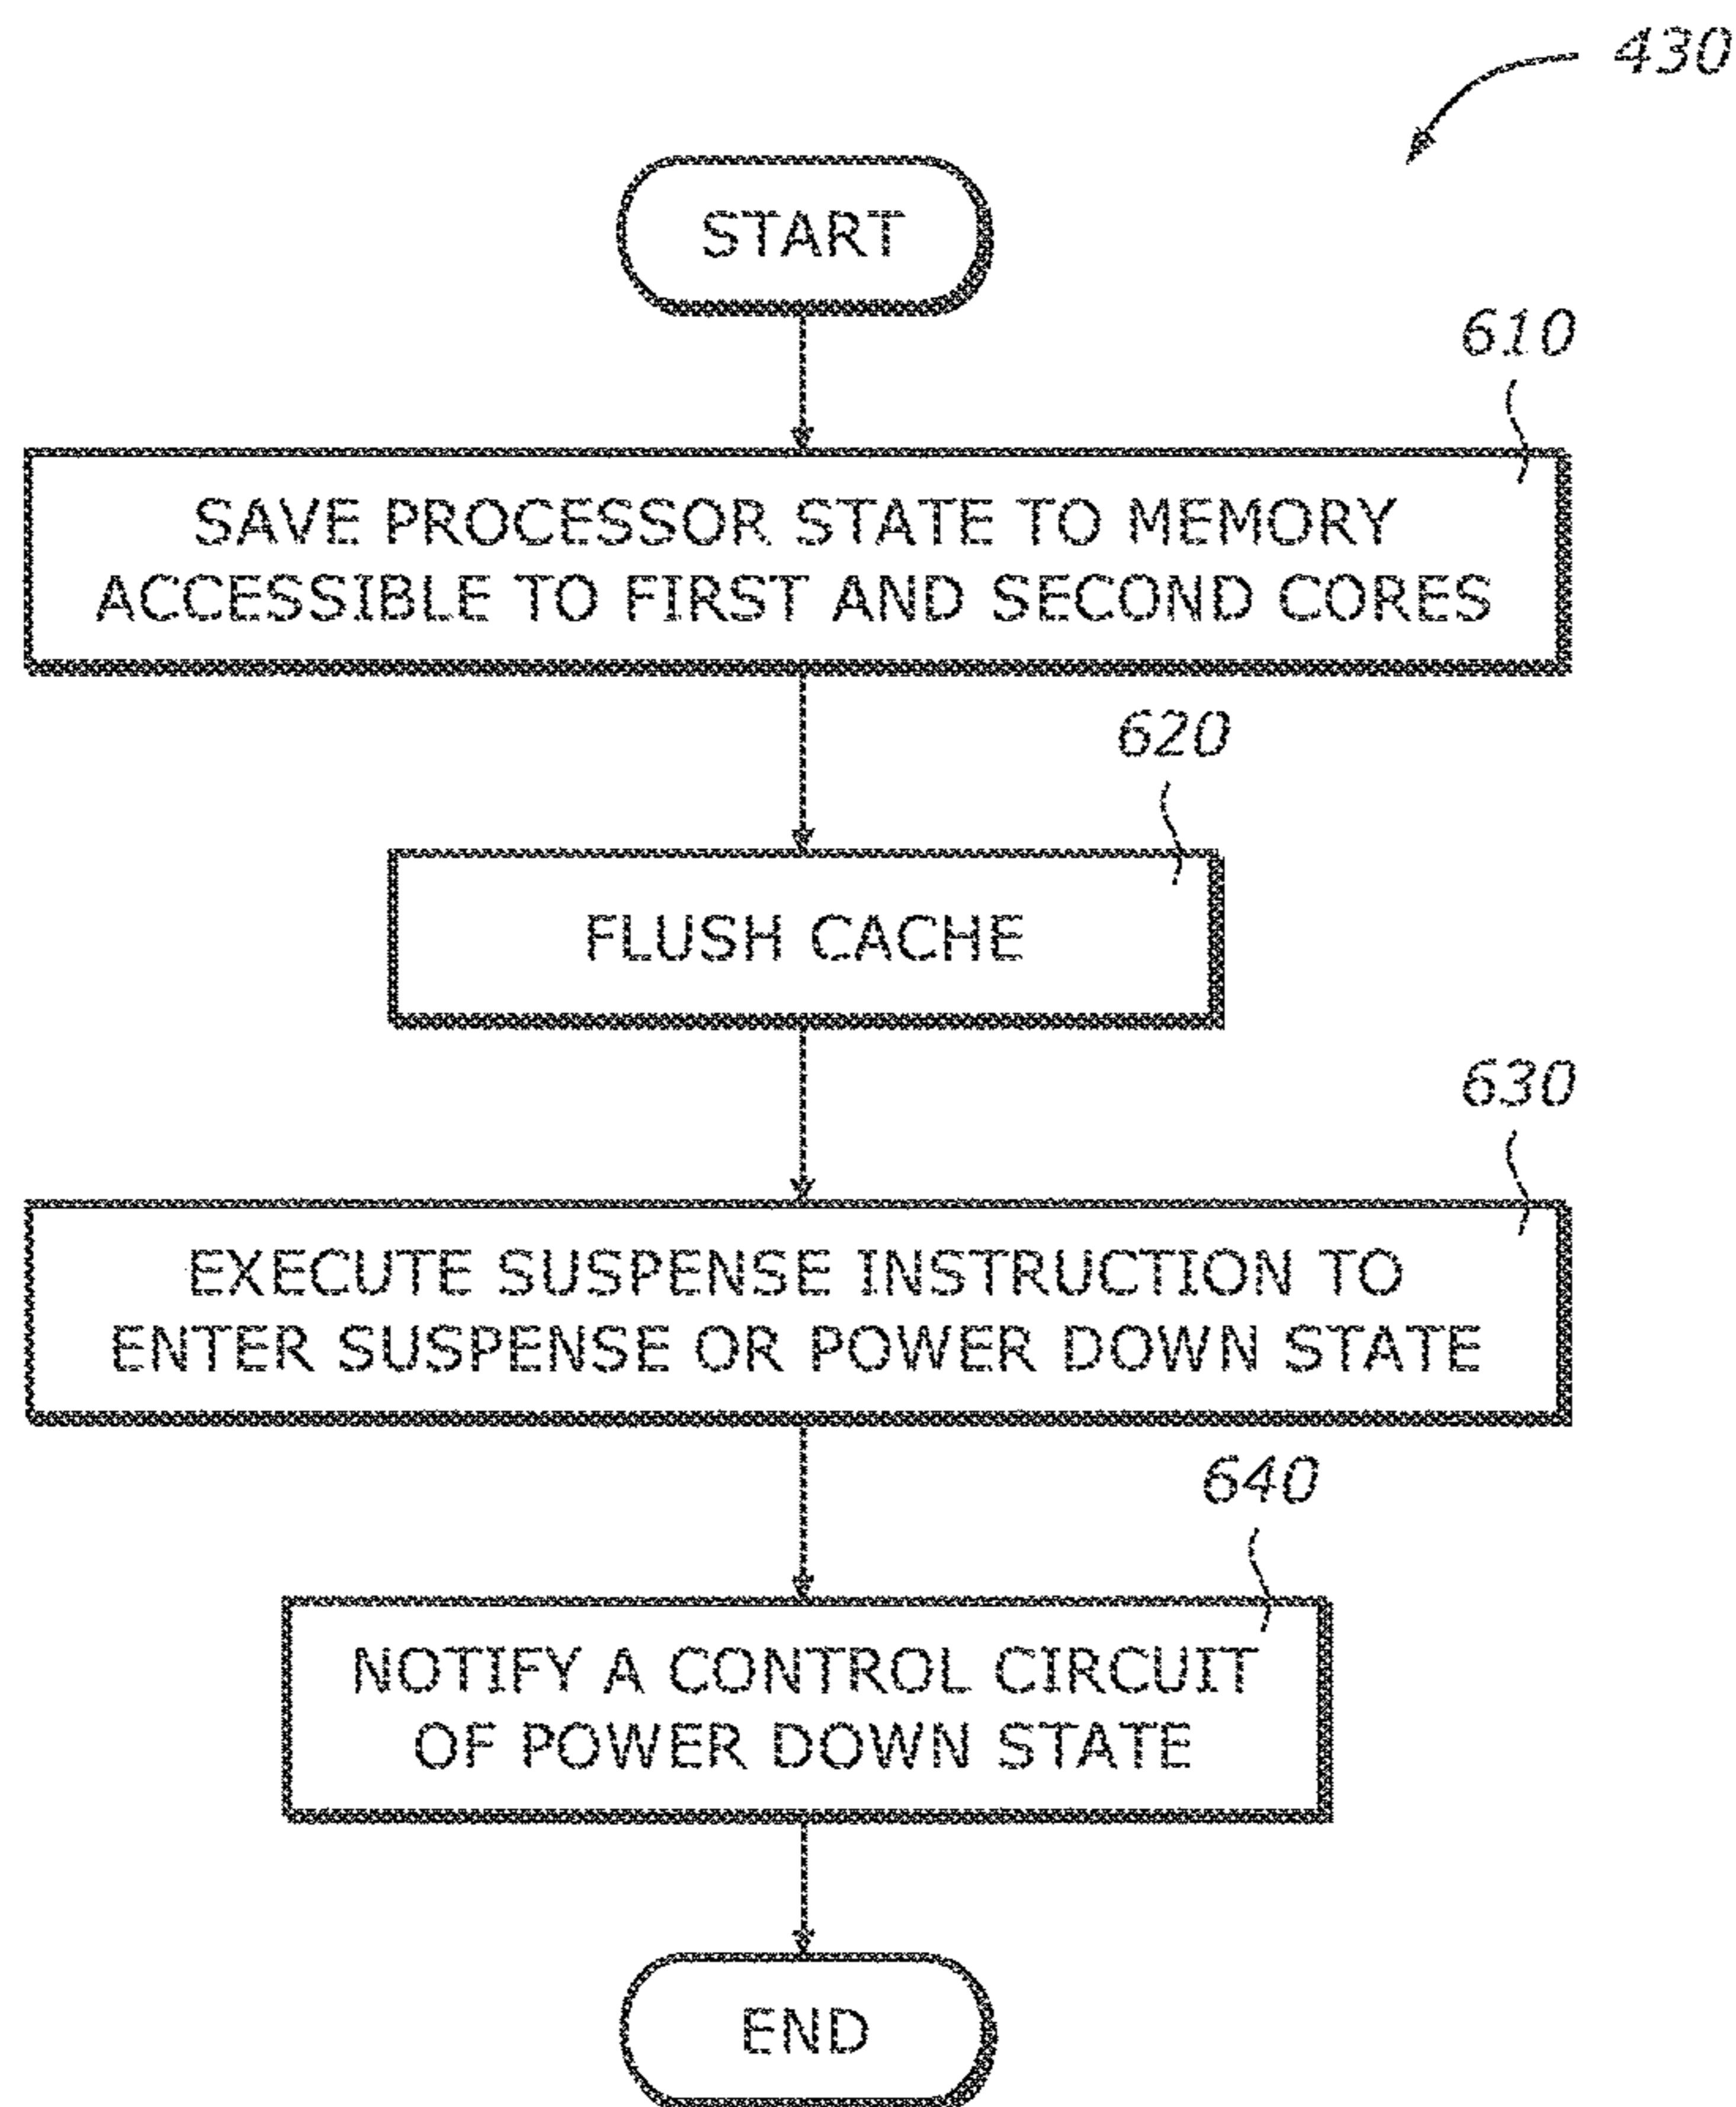 430
START
610
SAVE PROCESSOR STATE TO MEMORY
ACCESSIBLE TO FIRST AND SECOND CORES
620
FLUSH CACHE
630
EXECUTE SUSPENSE INSTRUCTION TO
ENTER SUSPENSE OR POWER DOWN STATE
640
NOTIFY A CONTROL CIRCUIT
OF POWER DOWN STATE
END